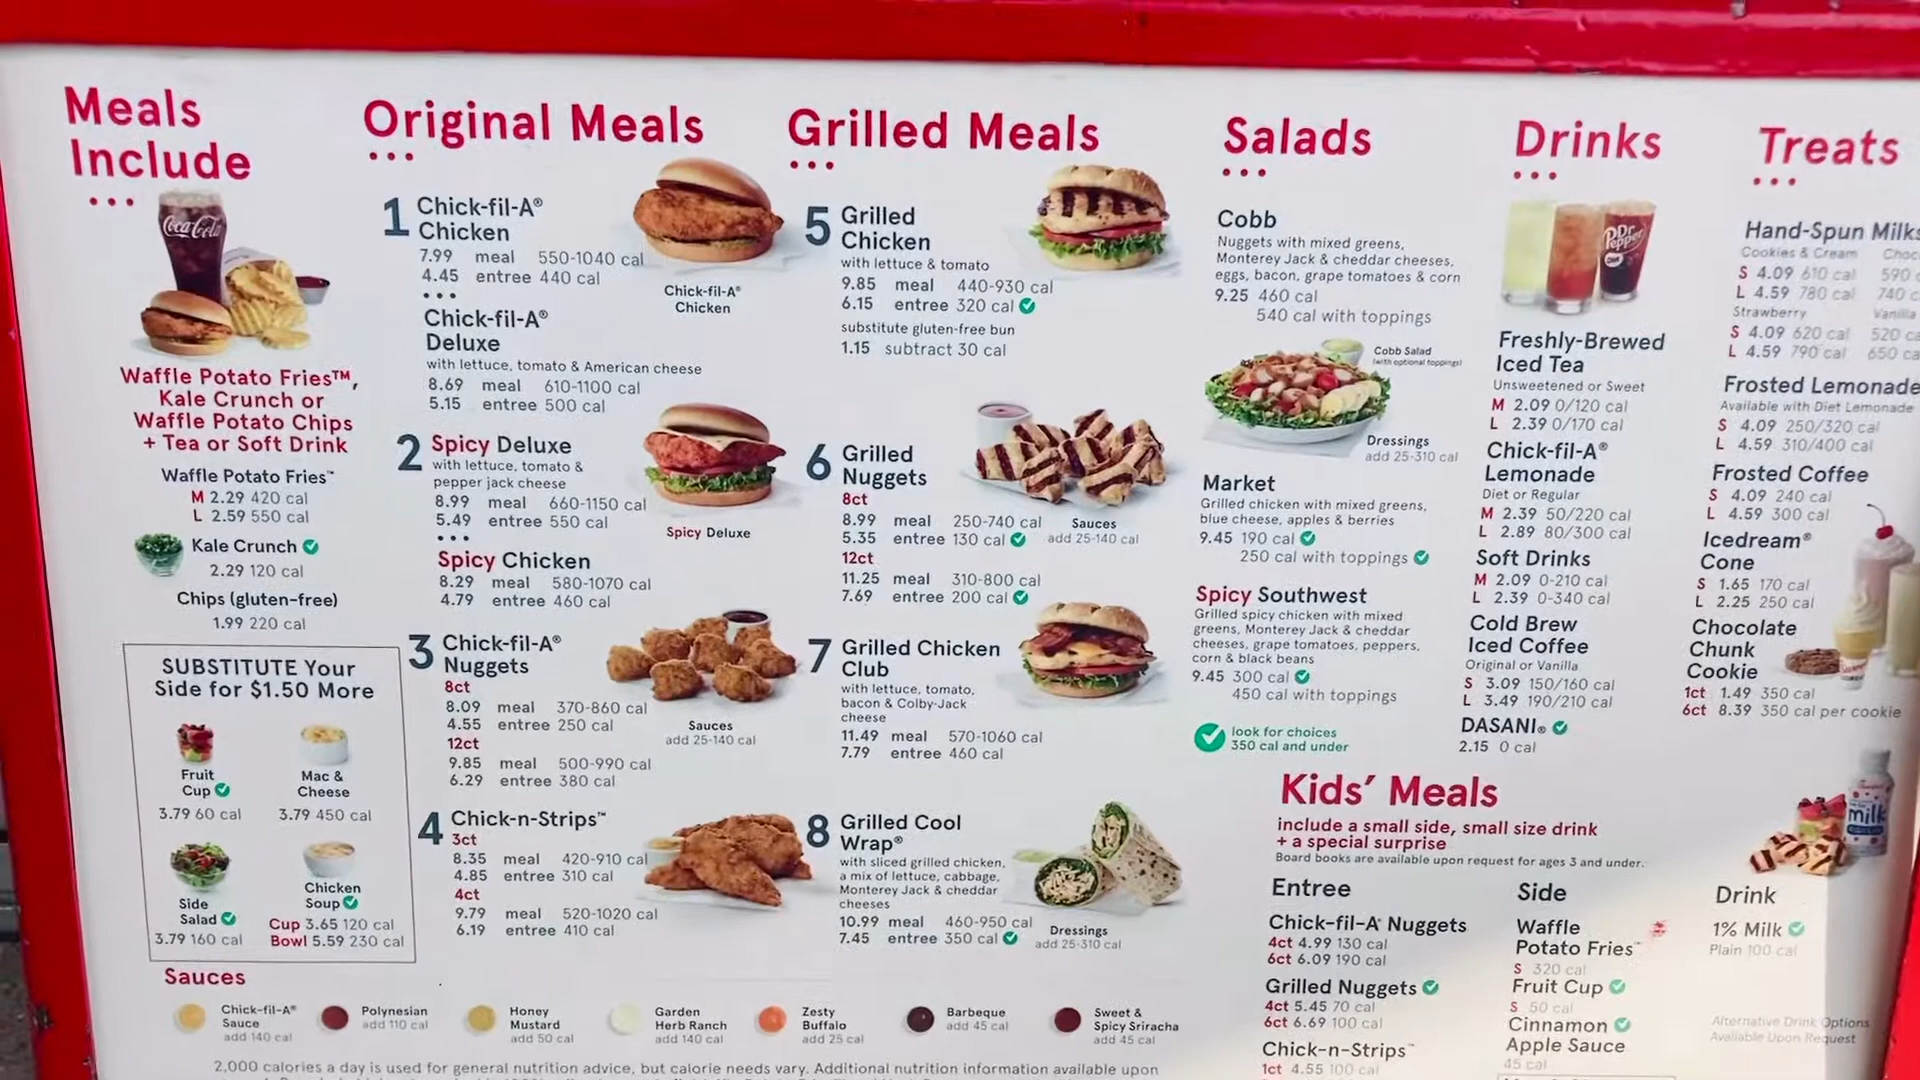 Meals
Include
Coca-Cola
Waffle Potato Fries™,
Kale Crunch or
Waffle Potato Chips
+ Tea or Soft Drink
Waffle Potato Fries™
M 2.29 420 cal
L 2.59 550 cal
Kale Crunch
2.29 120 cal
Chips (gluten-free)
1.99 220 cal
SUBSTITUTE Your
Side for $1.50 More
Fruit
Cup
3.79 60 cal
Mac &
Cheese
3.79 450 cal
Side
Salad
3.79 160 cal
Chicken
Soup
Cup 3.65 120 cal
Bowl 5.59 230 cal
Original Meals
1 Chick-fil-A®
Chicken
7.99 meal 550-1040 cal
4.45 entree 440 cal
Chick-fil-A®
Chicken
Chick-fil-A®
Deluxe
with lettuce, tomato & American cheese
8.69 meal 610-1100 cal
5.15 entree 500 cal
2 Spicy Deluxe
with lettuce, tomato &
pepper jack cheese
8.99 meal 660-1150 cal
5.49 entree 550 cal
Spicy Deluxe
Spicy Chicken
8.29 meal 580-1070 cal
4.79 entree 460 cal
3 Chick-fil-A®
Nuggets
8ct
8.09 meal 370-860 cal
4.55 entree 250 cal
12ct
9.85 meal 500-990 cal
6.29 entree 380 cal
Sauces
add 25-140 cal
4 Chick-n-Strips™
3ct
8.35 meal 420-910 cal
4.85 entree 310 cal
4ct
9.79 meal 520-1020 cal
6.19 entree 410 cal
Grilled Meals
5 Grilled
Chicken
with lettuce & tomato
9.85 meal 440-930 cal
6.15 entree 320 cal
substitute gluten-free bun
1.15 subtract 30 cal
6 Grilled
Nuggets
8ct
8.99 meal 250-740 cal
5.35 entree 130 cal
12ct
11.25 meal 310-800 cal
7.69 entree 200 cal
Sauces
add 25-140 cal
7 Grilled Chicken
Club
with lettuce, tomato,
bacon & Colby-Jack
cheese
11.49 meal 570-1060 cal
7.79 entree 460 cal
8 Grilled Cool
Wrap®
with sliced grilled chicken,
a mix of lettuce, cabbage,
Monterey Jack & cheddar
cheeses
10.99 meal 460-950 cal
7.45 entree 350 cal
Dressings
add 25-310 cal
Salads
Cobb
Nuggets with mixed greens,
Monterey Jack & cheddar cheeses,
eggs, bacon, grape tomatoes & corn
9.25 460 cal
540 cal with toppings
Cobb Salad
(with optional toppings)
Dressings
add 25-310 cal
Market
Grilled chicken with mixed greens,
blue cheese, apples & berries
9.45 190 cal
250 cal with toppings
Spicy Southwest
Grilled spicy chicken with mixed
greens, Monterey Jack & cheddar
cheeses, grape tomatoes, peppers,
corn & black beans
9.45 300 cal
450 cal with toppings
look for choices
350 cal and under
Drinks
Dr Pepper
Freshly-Brewed
Iced Tea
Unsweetened or Sweet
M 2.09 0/120 cal
L 2.39 0/170 cal
Chick-fil-A®
Lemonade
Diet or Regular
M 2.39 50/220 cal
L 2.89 80/300 cal
Soft Drinks
M 2.09 0-210 cal
L 2.39 0-340 cal
Cold Brew
Iced Coffee
Original or Vanilla
S 3.09 150/160 cal
L 3.49 190/210 cal
DASANI®
2.15 0 cal
Treats
Hand-Spun Milks
Cookies & Cream Choc
S 4.09 610 cal 590 c
L 4.59 780 cal 740 c
Strawberry Vanilla
S 4.09 620 cal 520 ca
L 4.59 790 cal 650 ca
Frosted Lemonade
Available with Diet Lemonade
S 4.09 250/320 cal
L 4.59 310/400 cal
Frosted Coffee
S 4.09 240 cal
L 4.59 300 cal
Icedream®
Cone
S 1.65 170 cal
L 2.25 250 cal
Chocolate
Chunk
Cookie
1ct 1.49 350 cal
6ct 8.39 350 cal per cookie
Kids' Meals
include a small side, small size drink
+ a special surprise
Board books are available upon request for ages 3 and under.
Entree
Chick-fil-A® Nuggets
4ct 4.99 130 cal
6ct 6.09 190 cal
Grilled Nuggets
4ct 5.45 70 cal
6ct 6.69 100 cal
Chick-n-Strips™
1ct 4.55 100 cal
Side
Waffle
Potato Fries™
S 320 cal
Fruit Cup
S 50 cal
Cinnamon
Apple Sauce
45 cal
Drink
milk
1% Milk
Plain 100 cal
Alternative Drink Options
Available Upon Request
Sauces
Chick-fil-A®
Sauce
add 140 cal
Polynesian
add 110 cal
Honey
Mustard
add 50 cal
Garden
Herb Ranch
add 140 cal
Zesty
Buffalo
add 25 cal
Barbeque
add 45 cal
Sweet &
Spicy Sriracha
add 45 cal
2,000 calories a day is used for general nutrition advice, but calorie needs vary. Additional nutrition information available upon